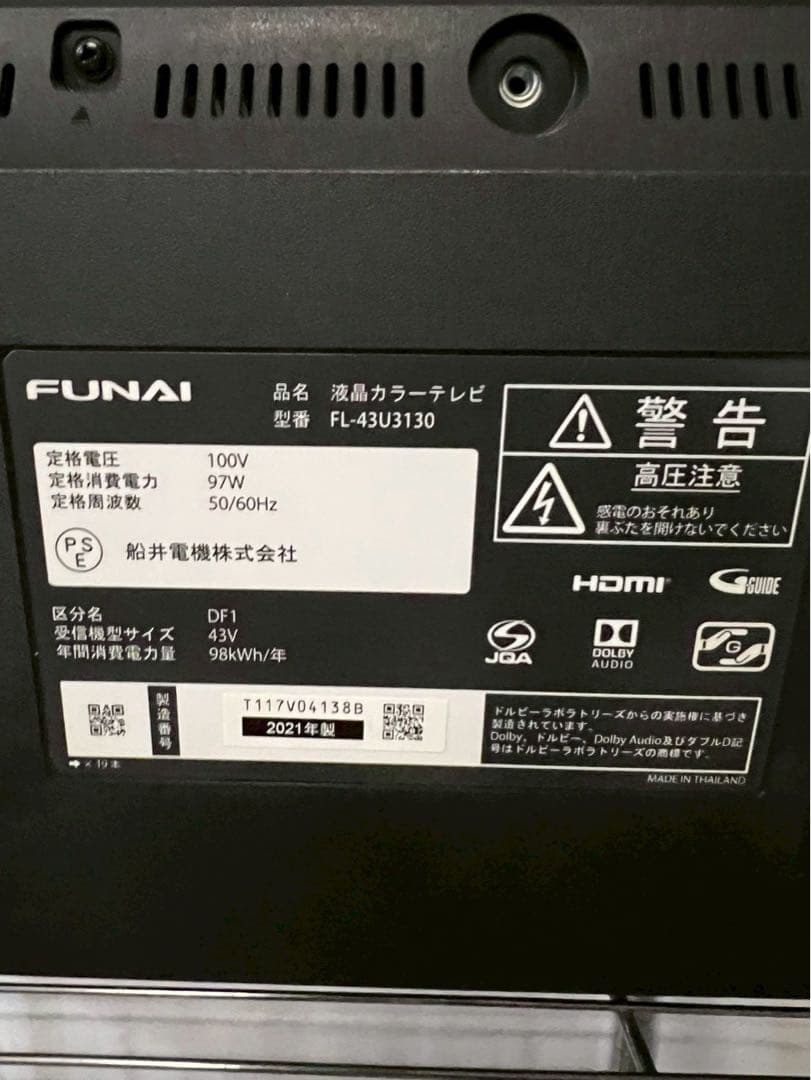 FUNAI
品名 液晶カラーテレビ
型番 FL-43U3130
定格電圧 100V
定格消費電力 97W
定格周波数 50/60Hz
PSE 船井電機株式会社
警告
高圧注意
感電のおそれあり
裏ぶたを開けないでください
HDMI
G-GUIDE
区分名 DF1
受信機型サイズ 43V
年間消費電力量 98kWh/年
JQA
DOLBY
AUDIO
G
製造番号
T117V04138B
2021年製
ドルビーラボラトリーズからの実施権に基づき
製造されています。
Dolby、ドルビー、Dolby Audio及びダブルD記
号はドルビーラボラトリーズの商標です。
➡×19本
MADE IN THAILAND